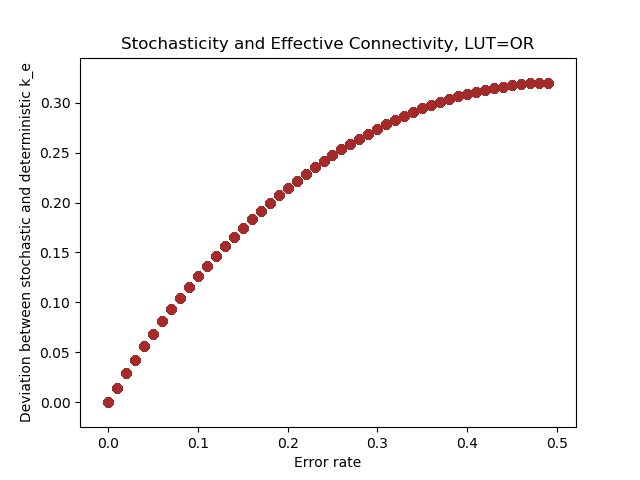 Stochasticity and Effective Connectivity, LUT=OR
Deviation between stochastic and deterministic k_e
0.30
0.25
0.20
0.15
0.10
0.05
0.00
0.0 0.1 0.2 0.3 0.4 0.5
Error rate